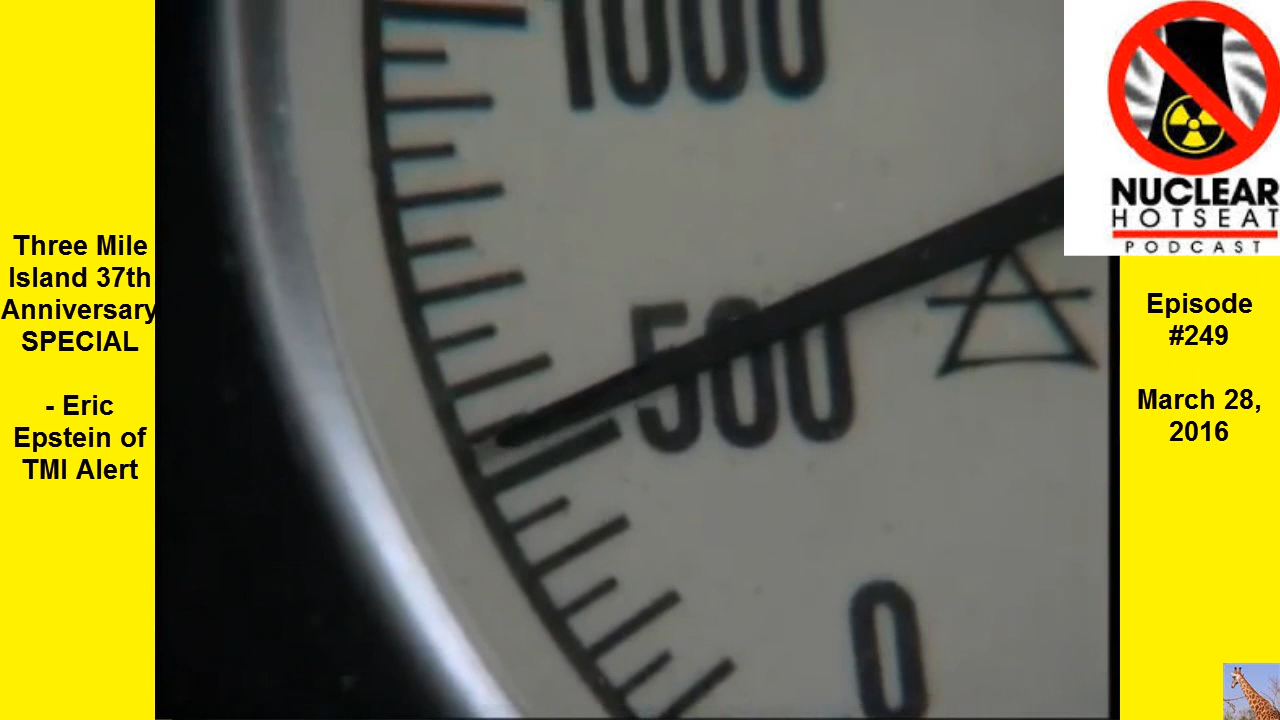 Three Mile
Island 37th
Anniversary
SPECIAL
- Eric
Epstein of
TMI Alert
1000
500
0
NUCLEAR
HOTSEAT
PODCAST
Episode
#249
March 28,
2016